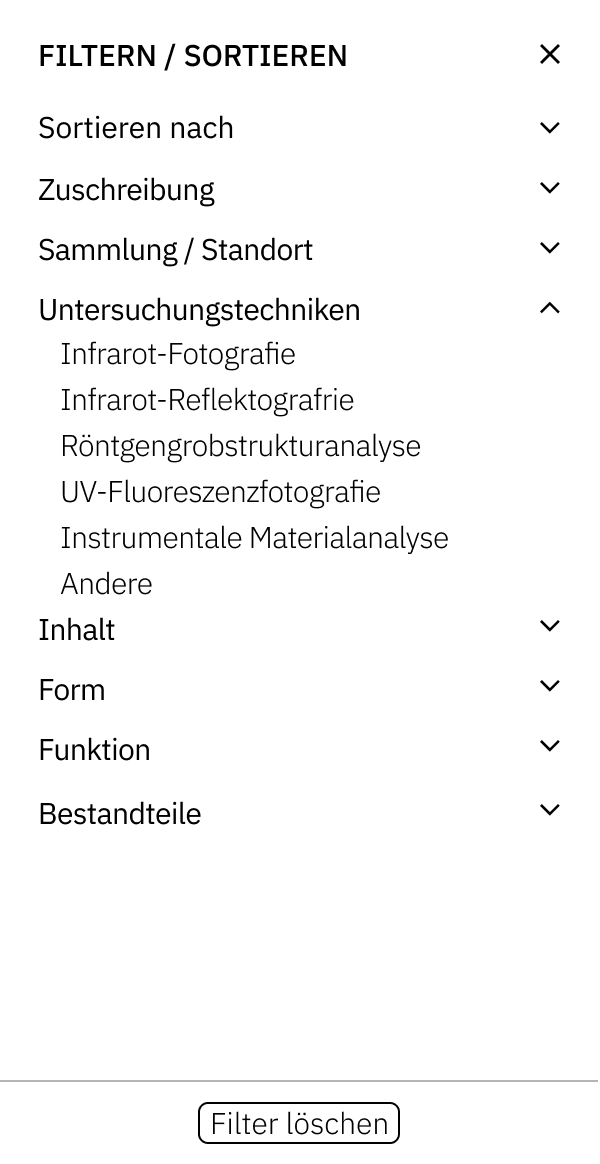 FILTERN / SORTIEREN
Sortieren nach
Zuschreibung
Sammlung / Standort
Untersuchungstechniken
Infrarot-Fotografie
Infrarot-Reflektografrie
Röntgengrobstrukturanalyse
UV-Fluoreszenzfotografie
Instrumentale Materialanalyse
Andere
Inhalt
Form
Funktion
Bestandteile
Filter löschen